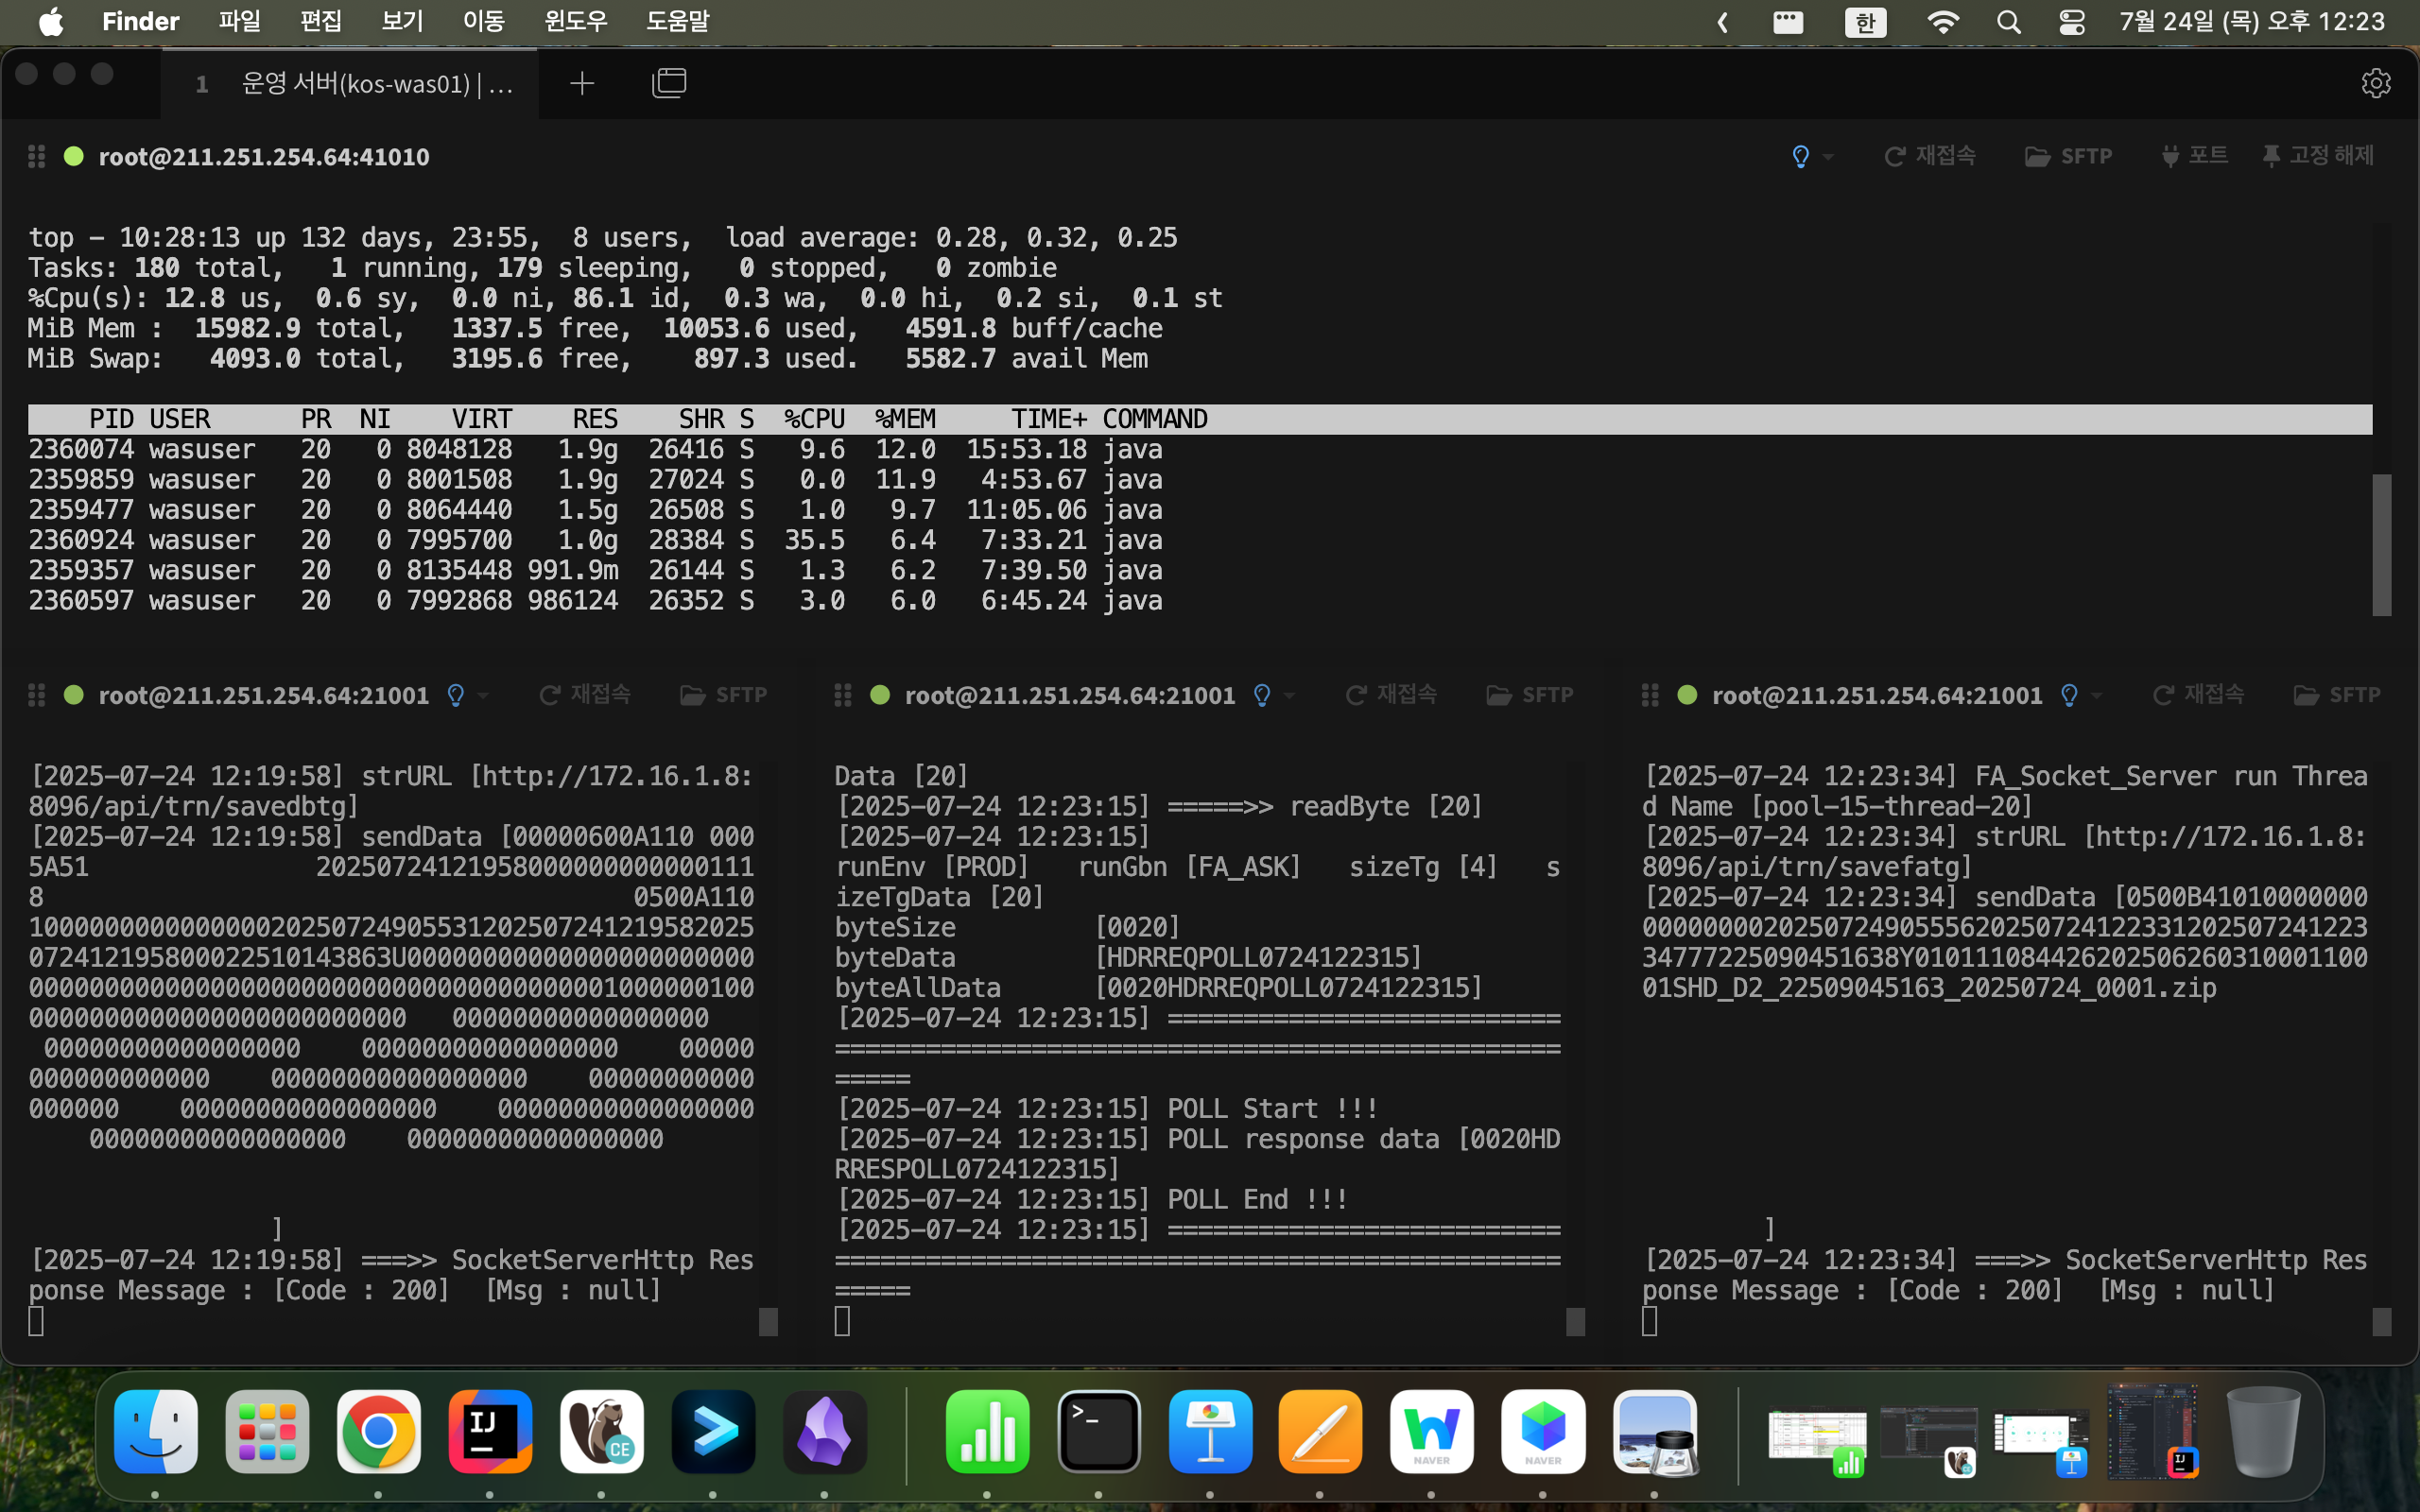 Finder 파일 편집 보기 이동 윈도우 도움말 한 7월 24일 (목) 오후 12:23
1 운영 서버(kos-was01) | …
root@211.251.254.64:41010 재접속 SFTP 포트 고정 해제
top - 10:28:13 up 132 days, 23:55,  8 users,  load average: 0.28, 0.32, 0.25
Tasks: 180 total,   1 running, 179 sleeping,   0 stopped,   0 zombie
%Cpu(s): 12.8 us,  0.6 sy,  0.0 ni, 86.1 id,  0.3 wa,  0.0 hi,  0.2 si,  0.1 st
MiB Mem :  15982.9 total,   1337.5 free,  10053.6 used,   4591.8 buff/cache
MiB Swap:   4093.0 total,   3195.6 free,    897.3 used.   5582.7 avail Mem
PID USER      PR  NI    VIRT    RES    SHR S  %CPU  %MEM     TIME+ COMMAND
2360074 wasuser   20   0 8048128   1.9g  26416 S   9.6  12.0  15:53.18 java
2359859 wasuser   20   0 8001508   1.9g  27024 S   0.0  11.9   4:53.67 java
2359477 wasuser   20   0 8064440   1.5g  26508 S   1.0   9.7  11:05.06 java
2360924 wasuser   20   0 7995700   1.0g  28384 S  35.5   6.4   7:33.21 java
2359357 wasuser   20   0 8135448 991.9m  26144 S   1.3   6.2   7:39.50 java
2360597 wasuser   20   0 7992868 986124  26352 S   3.0   6.0   6:45.24 java
root@211.251.254.64:21001 재접속 SFTP
[2025-07-24 12:19:58] strURL [http://172.16.1.8:
8096/api/trn/savedbtg]
[2025-07-24 12:19:58] sendData [00000600A110 000
5A51               20250724121958000000000000111
8                                       0500A110
1000000000000000020250724905531202507241219582025
07241219580002251014386​3U00000000000000000000000
000000000000000000000000000000000000001000000100
0000000000000000000000000   00000000000000000
00000000000000000    00000000000000000    00000
000000000000    00000000000000000    00000000000
000000    00000000000000000    00000000000000000
00000000000000000    00000000000000000
]
[2025-07-24 12:19:58] ===>> SocketServerHttp Res
ponse Message : [Code : 200]  [Msg : null]
root@211.251.254.64:21001 재접속 SFTP
Data [20]
[2025-07-24 12:23:15] =====>> readByte [20]
[2025-07-24 12:23:15]
runEnv [PROD]   runGbn [FA_ASK]   sizeTg [4]   s
izeTgData [20]
byteSize         [0020]
byteData         [HDRREQPOLL0724122315]
byteAllData      [0020HDRREQPOLL0724122315]
[2025-07-24 12:23:15] ==========================
================================================
=====
[2025-07-24 12:23:15] POLL Start !!!
[2025-07-24 12:23:15] POLL response data [0020HD
RRESPOLL0724122315]
[2025-07-24 12:23:15] POLL End !!!
[2025-07-24 12:23:15] ==========================
================================================
=====
root@211.251.254.64:21001 재접속 SFTP
[2025-07-24 12:23:34] FA_Socket_Server run Threa
d Name [pool-15-thread-20]
[2025-07-24 12:23:34] strURL [http://172.16.1.8:
8096/api/trn/savefatg]
[2025-07-24 12:23:34] sendData [0500B41010000000
000000000202507249055562025072412233120250724​1223
347772250904516​38Y010111084426202506260310001100
01SHD_D2_22509045163_20250724_0001.zip
]
[2025-07-24 12:23:34] ===>> SocketServerHttp Res
ponse Message : [Code : 200]  [Msg : null]
IJ
CE
>_
NAVER
NAVER
IJ